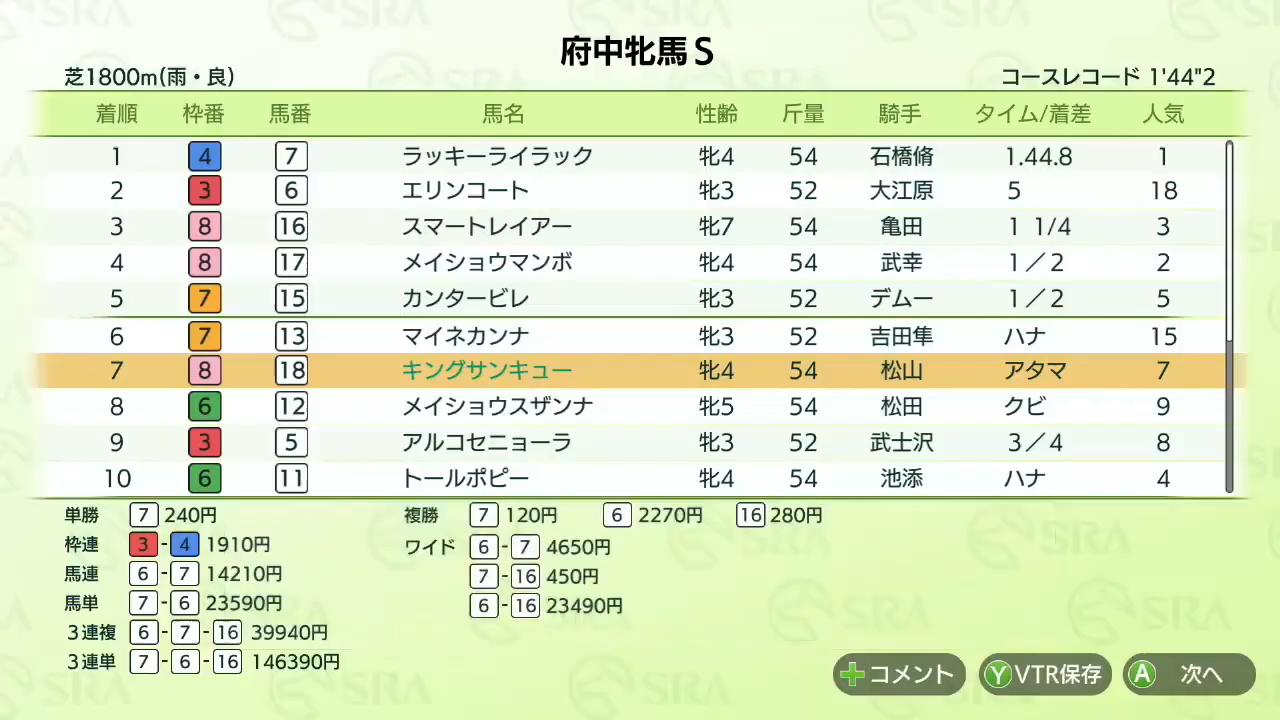 府中牝馬S
芝1800m(雨・良)
コースレコード 1'44"2
着順 枠番 馬番 馬名 性齢 斤量 騎手 タイム/着差 人気
1 4 7 ラッキーライラック 牝4 54 石橋脩 1.44.8 1
2 3 6 エリンコート 牝3 52 大江原 5 18
3 8 16 スマートレイアー 牝7 54 亀田 1 1/4 3
4 8 17 メイショウマンボ 牝4 54 武幸 1／2 2
5 7 15 カンタービレ 牝3 52 デムー 1／2 5
6 7 13 マイネカンナ 牝3 52 吉田隼 ハナ 15
7 8 18 キングサンキュー 牝4 54 松山 アタマ 7
8 6 12 メイショウスザンナ 牝5 54 松田 クビ 9
9 3 5 アルコセニョーラ 牝3 52 武士沢 3／4 8
10 6 11 トールポピー 牝4 54 池添 ハナ 4
単勝 7 240円 複勝 7 120円 6 2270円 16 280円
枠連 3-4 1910円 ワイド 6-7 4650円
馬連 6-7 14210円 7-16 450円
馬単 7-6 23590円 6-16 23490円
３連複 6-7-16 39940円
３連単 7-6-16 146390円
コメント Y VTR保存 A 次へ
SRA